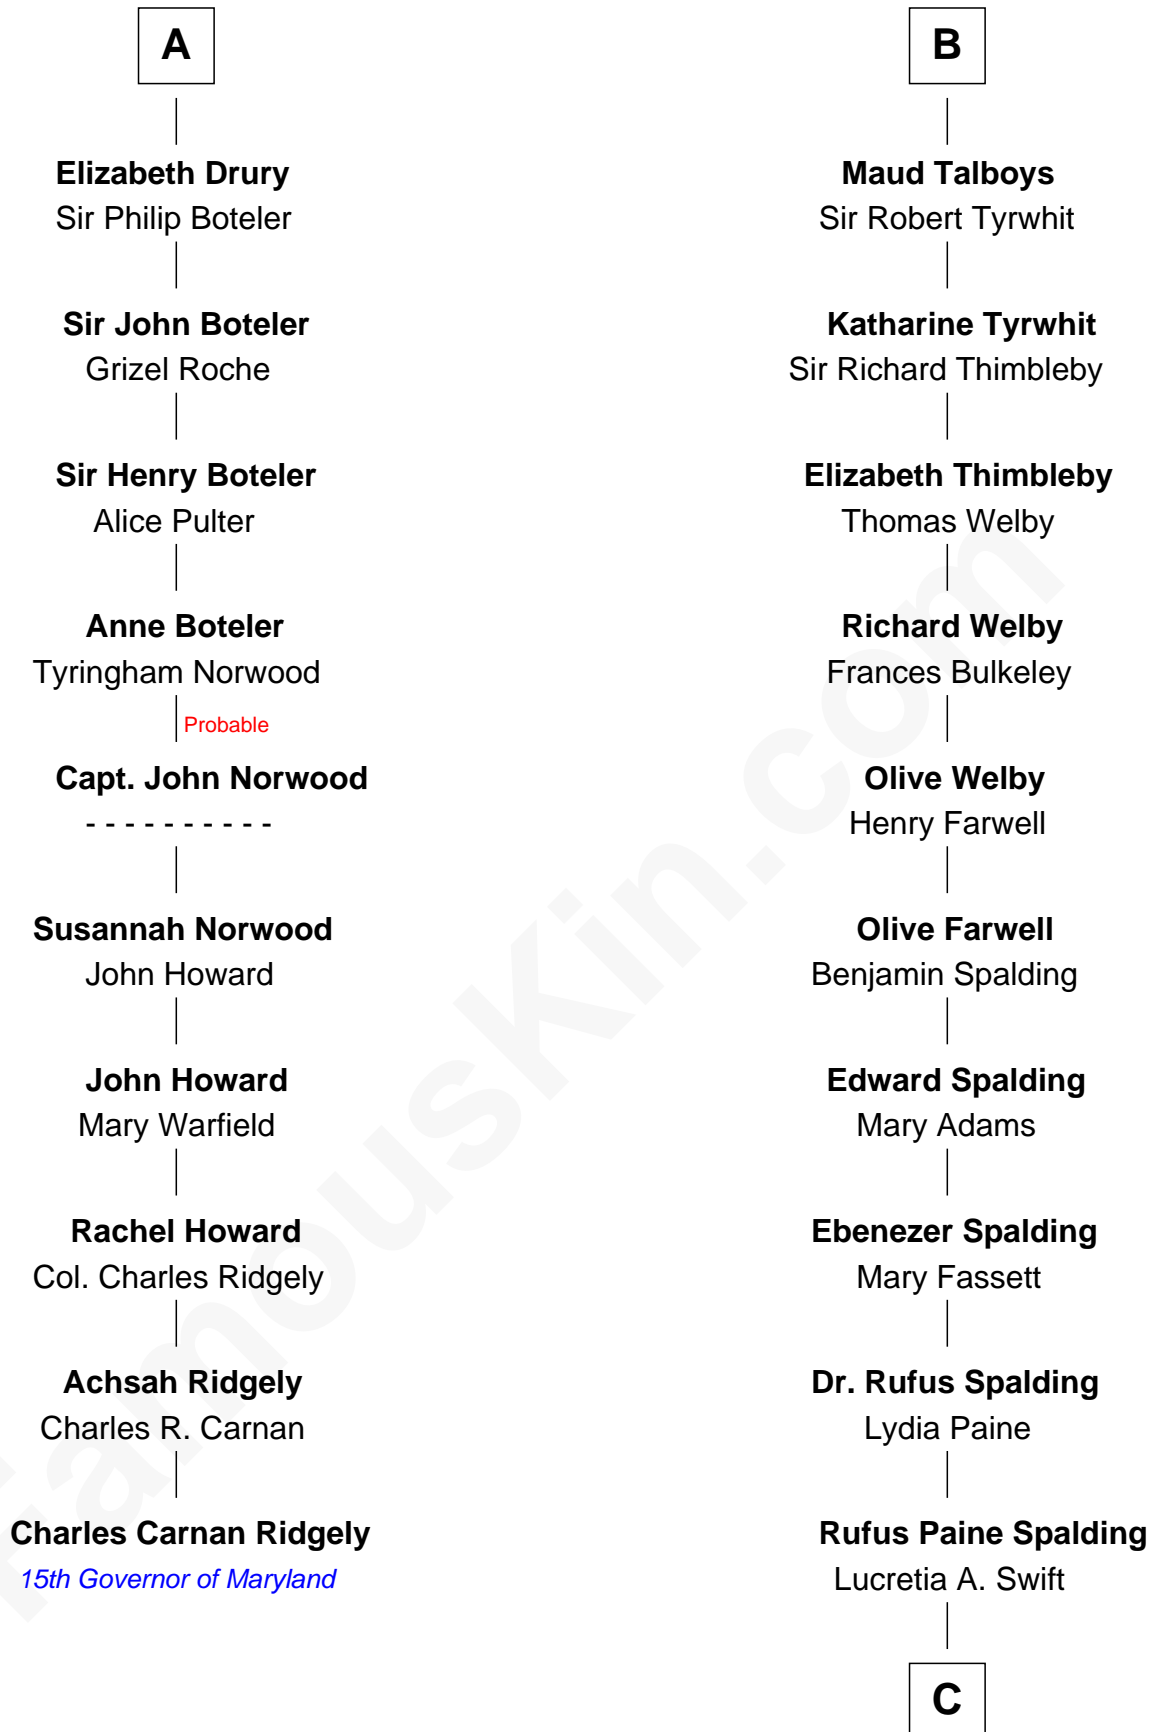 A
Elizabeth Drury
Sir Philip Boteler
Sir John Boteler
Grizel Roche
Sir Henry Boteler
Alice Pulter
Anne Boteler
Tyringham Norwood
Probable
Capt. John Norwood
- - - - - - - - - -
Susannah Norwood
John Howard
John Howard
Mary Warfield
Rachel Howard
Col. Charles Ridgely
Achsah Ridgely
Charles R. Carnan
Charles Carnan Ridgely
15th Governor of Maryland
B
Maud Talboys
Sir Robert Tyrwhit
Katharine Tyrwhit
Sir Richard Thimbleby
Elizabeth Thimbleby
Thomas Welby
Richard Welby
Frances Bulkeley
Olive Welby
Henry Farwell
Olive Farwell
Benjamin Spalding
Edward Spalding
Mary Adams
Ebenezer Spalding
Mary Fassett
Dr. Rufus Spalding
Lydia Paine
Rufus Paine Spalding
Lucretia A. Swift
C
FamousKin.com